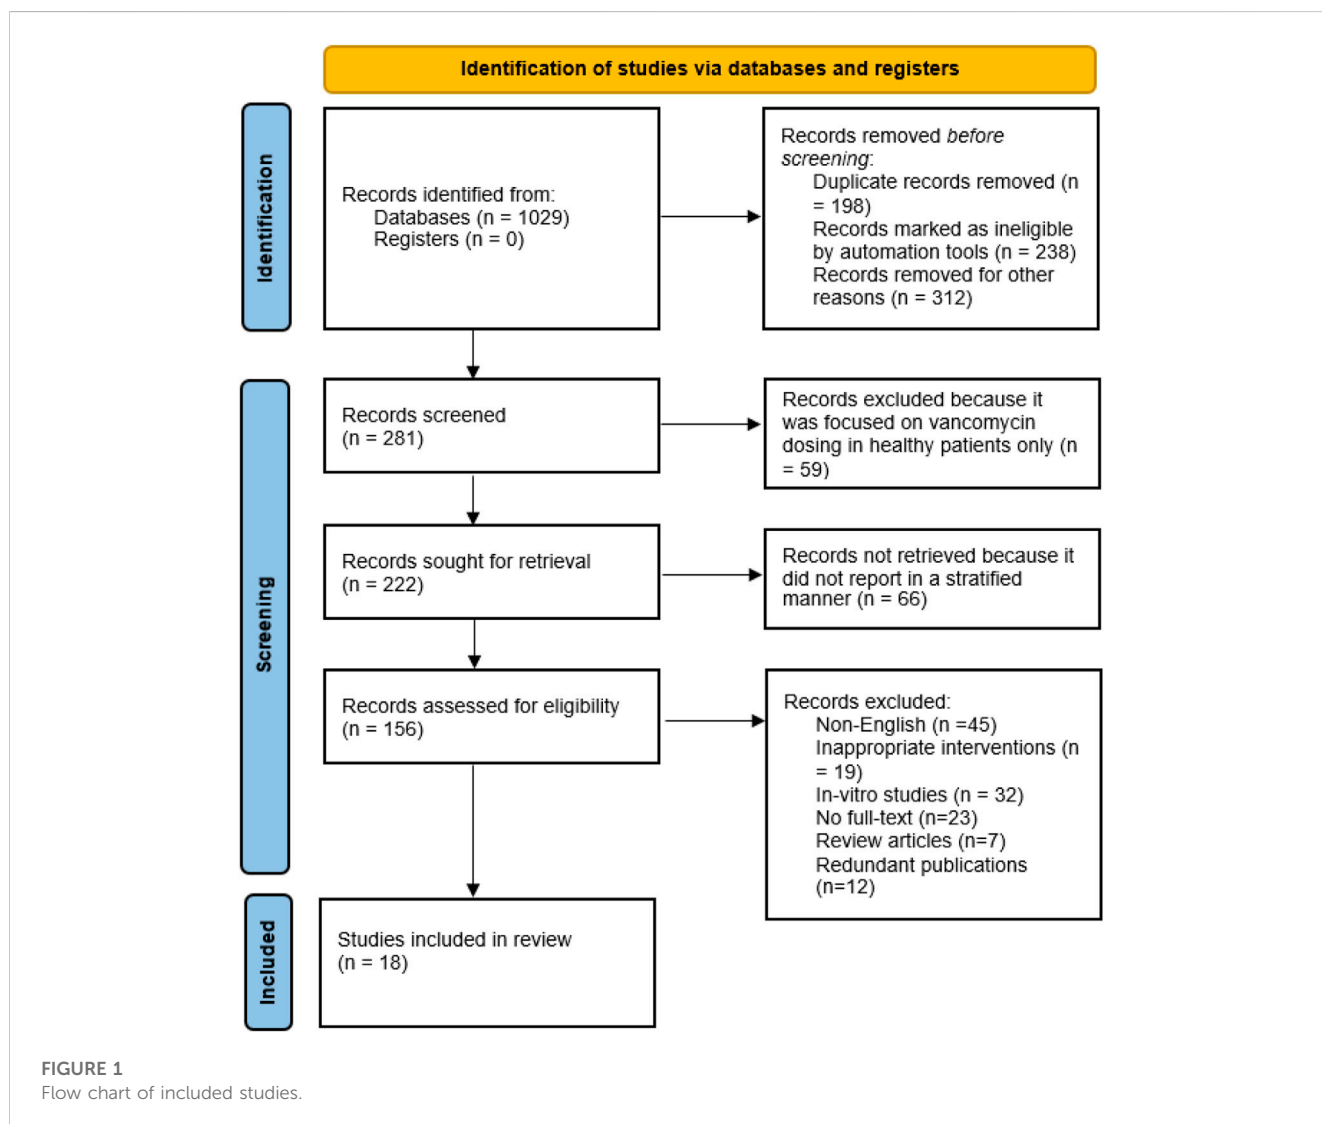 Identification of studies via databases and registers
Identification
Records identified from:
Databases (n = 1029)
Registers (n = 0)
Records removed before
screening:
Duplicate records removed (n
= 198)
Records marked as ineligible
by automation tools (n = 238)
Records removed for other
reasons (n = 312)
Screening
Records screened
(n = 281)
Records excluded because it
was focused on vancomycin
dosing in healthy patients only (n
= 59)
Records sought for retrieval
(n = 222)
Records not retrieved because it
did not report in a stratified
manner (n = 66)
Records assessed for eligibility
(n = 156)
Records excluded:
Non-English (n =45)
Inappropriate interventions (n
= 19)
In-vitro studies (n = 32)
No full-text (n=23)
Review articles (n=7)
Redundant publications
(n=12)
Included
Studies included in review
(n = 18)
FIGURE 1
Flow chart of included studies.